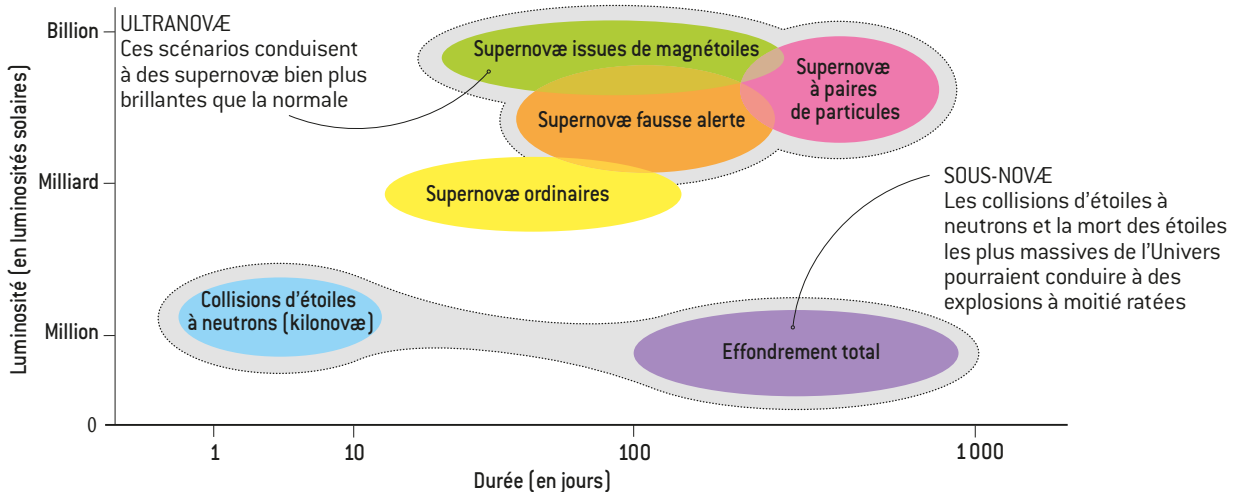 Billion
Milliard
Million
0
Luminosité (en luminosités solaires)
ULTRANOVÆ
Ces scénarios conduisent
à des supernovæ bien plus
brillantes que la normale
Supernovæ issues de magnétoiles
Supernovæ
à paires
de particules
Supernovæ fausse alerte
Supernovæ ordinaires
SOUS-NOVÆ
Les collisions d’étoiles à
neutrons et la mort des étoiles
les plus massives de l’Univers
pourraient conduire à des
explosions à moitié ratées
Collisions d’étoiles
à neutrons (kilonovæ)
Effondrement total
1
10
100
1 000
Durée (en jours)